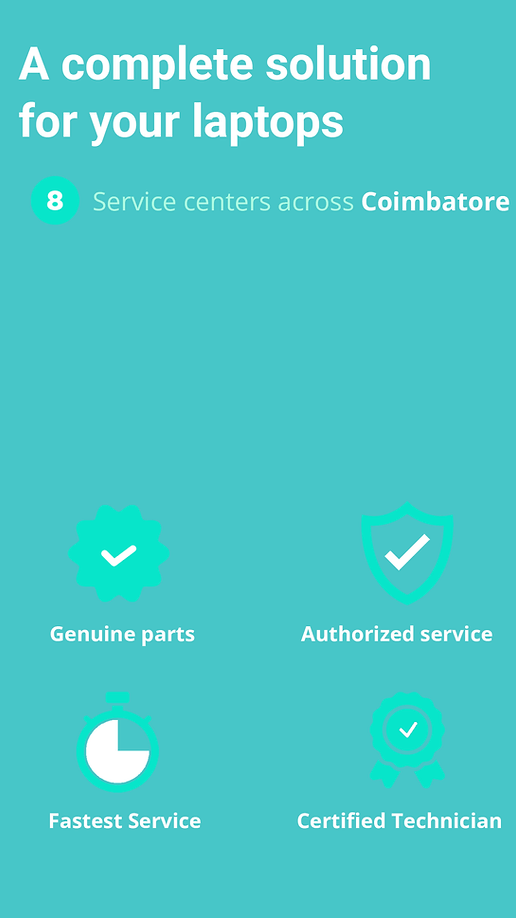 A complete solution
for your laptops
8 Service centers across Coimbatore
Genuine parts
Authorized service
Fastest Service
Certified Technician